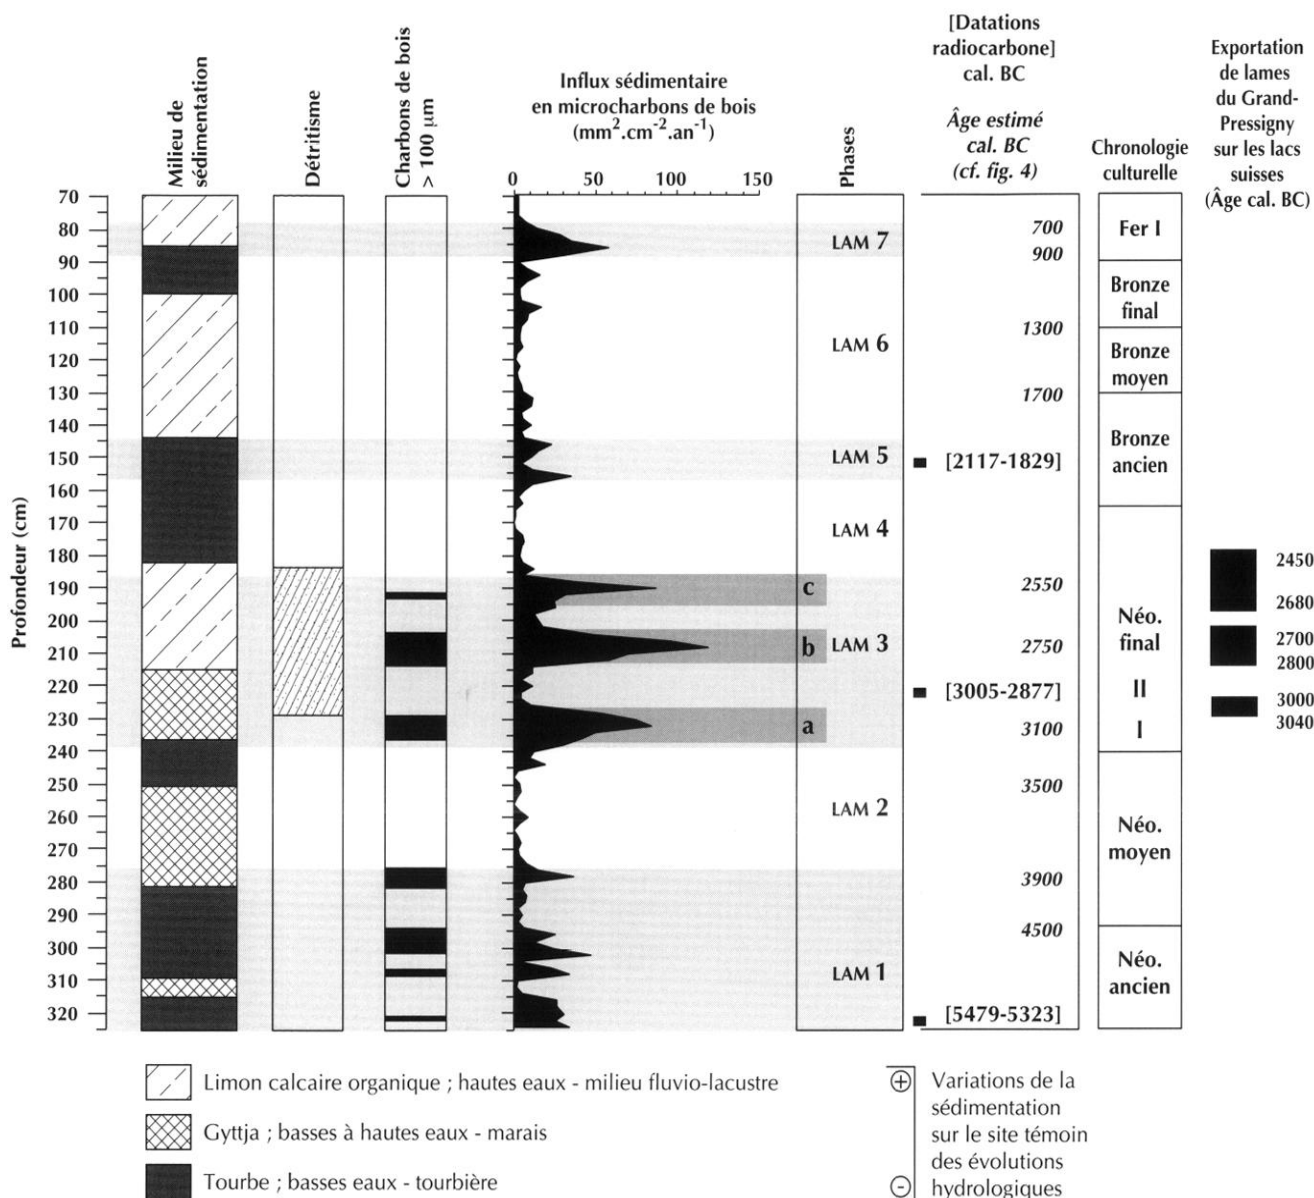 [Datations
radiocarbone]
cal. BC
Âge estimé
cal. BC
(cf. fig. 4)
Exportation
de lames
du Grand-
Pressigny
sur les lacs
suisses
(Âge cal. BC)
Milieu de
sédimentation
Détritisme
Charbons de bois
> 100 µm
Influx sédimentaire
en microcharbons de bois
(mm².cm⁻².an⁻¹)
Phases
Chronologie
culturelle
0 50 100 150
Profondeur (cm)
70
80
90
100
110
120
130
140
150
160
170
180
190
200
210
220
230
240
250
260
270
280
290
300
310
320
LAM 7
LAM 6
LAM 5
LAM 4
c
b
LAM 3
a
LAM 2
LAM 1
700
900
1300
1700
[2117-1829]
2550
2750
[3005-2877]
3100
3500
3900
4500
[5479-5323]
Fer I
Bronze
final
Bronze
moyen
Bronze
ancien
Néo.
final
II
I
Néo.
moyen
Néo.
ancien
2450
2680
2700
2800
3000
3040
Limon calcaire organique ; hautes eaux - milieu fluvio-lacustre
Gyttja ; basses à hautes eaux - marais
Tourbe ; basses eaux - tourbière
+
-
Variations de la
sédimentation
sur le site témoin
des évolutions
hydrologiques